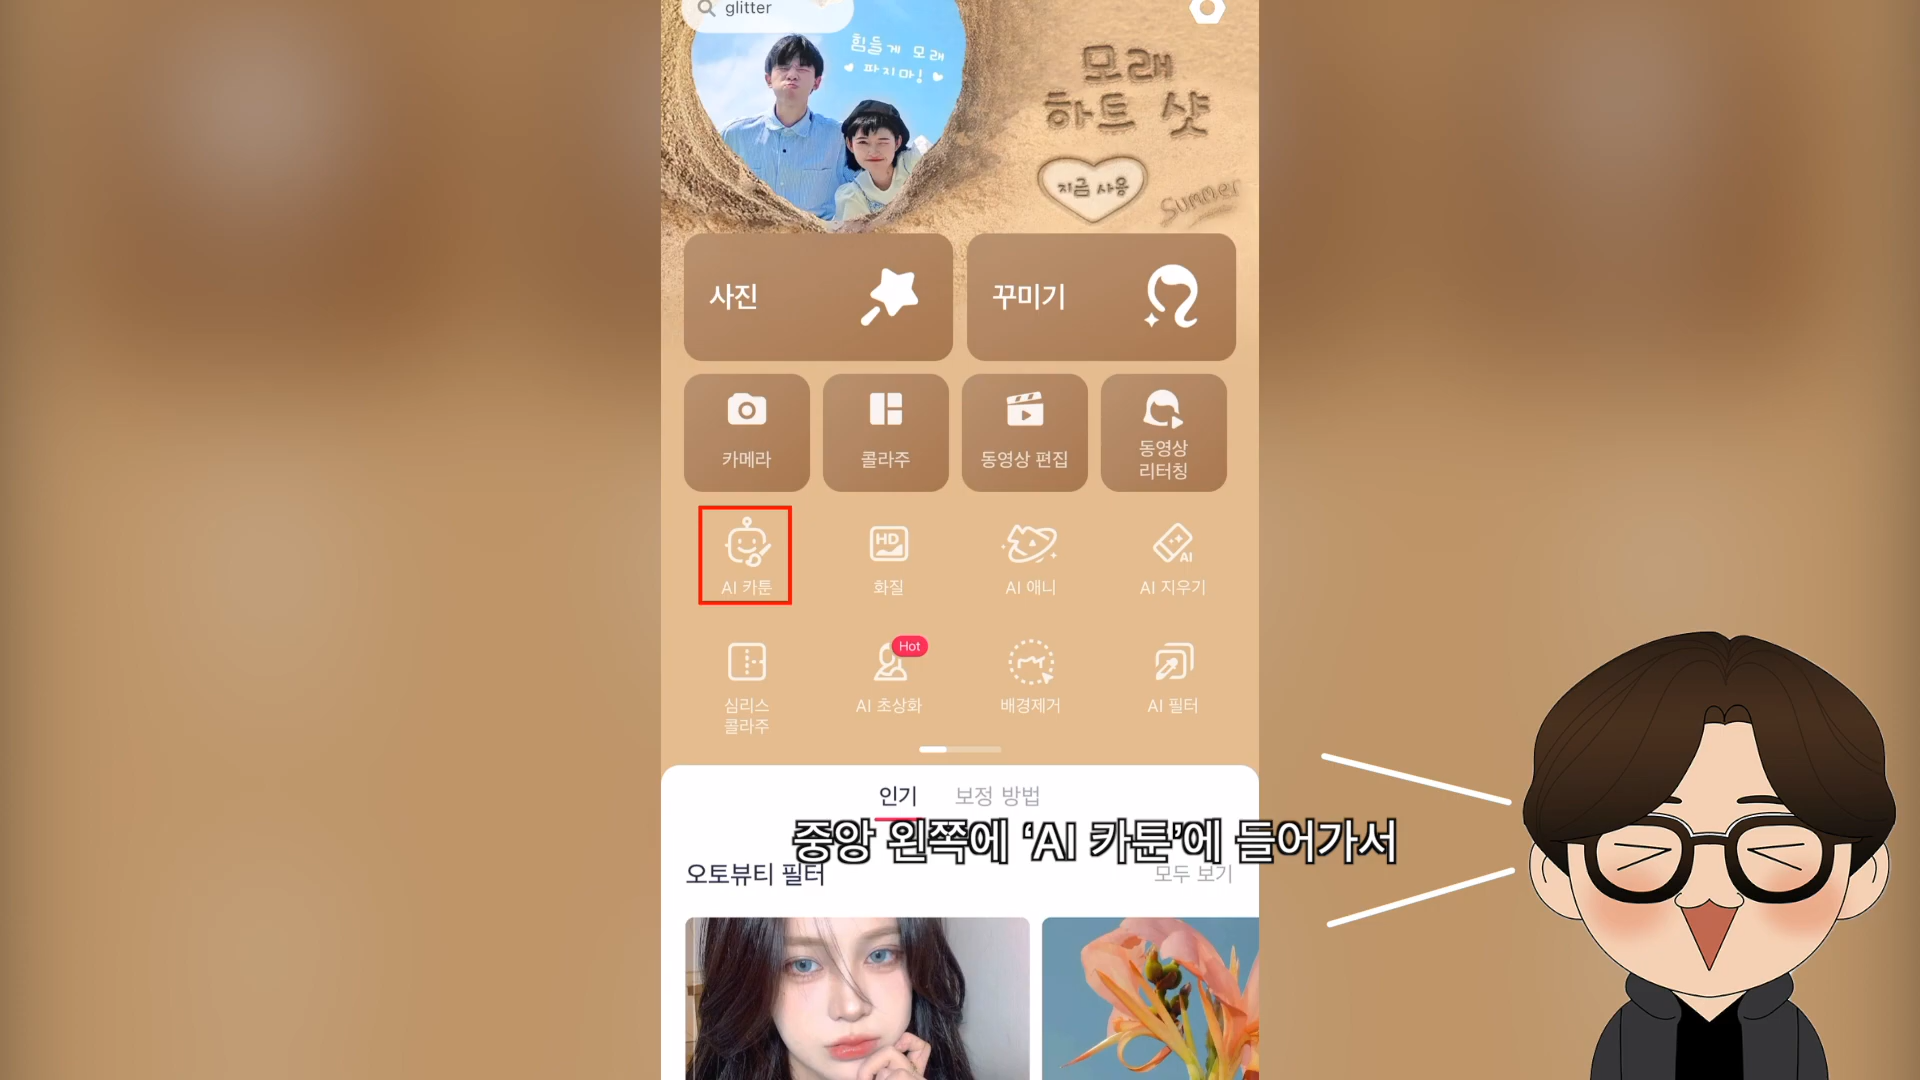 glitter
힘들게 모래
파지마!
모래
하트 샷
지금 사용
Summer
사진
꾸미기
카메라
콜라주
동영상 편집
동영상
리터칭
AI 카툰
HD
화질
AI 애니
AI
AI 지우기
심리스
콜라주
Hot
AI 초상화
배경제거
AI 필터
인기
보정 방법
중앙 왼쪽에 ‘AI 카툰’에 들어가서
오토뷰티 필터
모두 보기